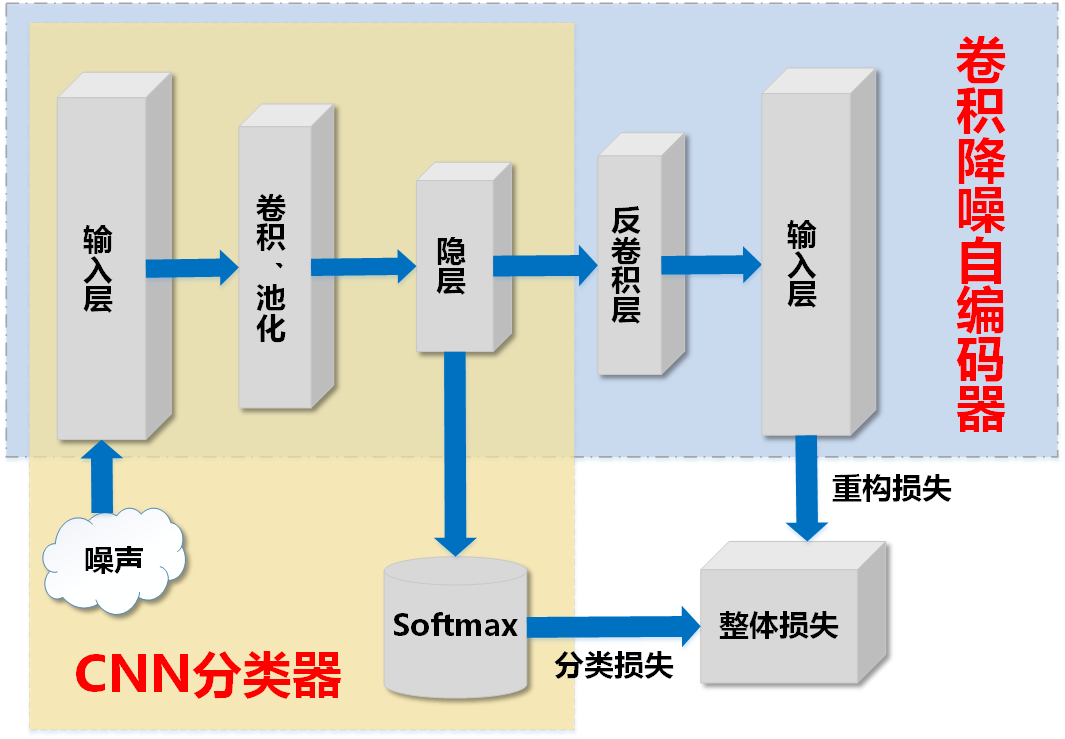 输入层
卷积、池化
隐层
反卷积层
输入层
卷积降噪自编码器
噪声
重构损失
Softmax
整体损失
分类损失
CNN分类器